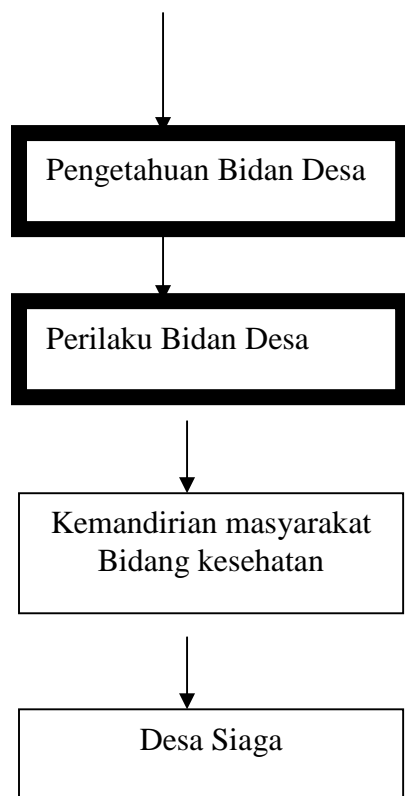 Pengetahuan Bidan Desa
Perilaku Bidan Desa
Kemandirian masyarakat
Bidang kesehatan
Desa Siaga